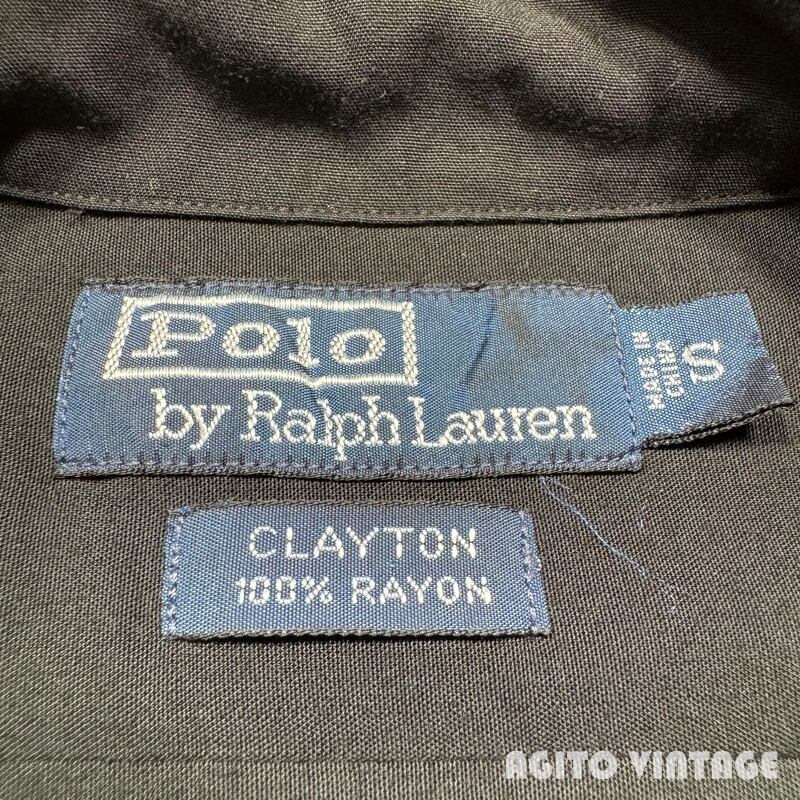 Polo
by Ralph Lauren
MADE IN
CHINA
S
CLAYTON
100% RAYON
AGITO VINTAGE